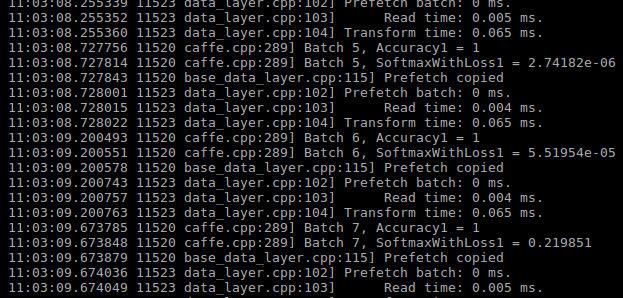 11:03:08.255339 11523 data_layer.cpp:102] Prefetch batch: 0 ms.
11:03:08.255352 11523 data_layer.cpp:103]      Read time: 0.005 ms.
11:03:08.255360 11523 data_layer.cpp:104] Transform time: 0.065 ms.
11:03:08.727756 11520 caffe.cpp:289] Batch 5, Accuracy1 = 1
11:03:08.727814 11520 caffe.cpp:289] Batch 5, SoftmaxWithLoss1 = 2.74182e-06
11:03:08.727843 11520 base_data_layer.cpp:115] Prefetch copied
11:03:08.728001 11523 data_layer.cpp:102] Prefetch batch: 0 ms.
11:03:08.728015 11523 data_layer.cpp:103]      Read time: 0.004 ms.
11:03:08.728022 11523 data_layer.cpp:104] Transform time: 0.065 ms.
11:03:09.200493 11520 caffe.cpp:289] Batch 6, Accuracy1 = 1
11:03:09.200551 11520 caffe.cpp:289] Batch 6, SoftmaxWithLoss1 = 5.51954e-05
11:03:09.200578 11520 base_data_layer.cpp:115] Prefetch copied
11:03:09.200743 11523 data_layer.cpp:102] Prefetch batch: 0 ms.
11:03:09.200757 11523 data_layer.cpp:103]      Read time: 0.004 ms.
11:03:09.200763 11523 data_layer.cpp:104] Transform time: 0.065 ms.
11:03:09.673785 11520 caffe.cpp:289] Batch 7, Accuracy1 = 1
11:03:09.673848 11520 caffe.cpp:289] Batch 7, SoftmaxWithLoss1 = 0.219851
11:03:09.673879 11520 base_data_layer.cpp:115] Prefetch copied
11:03:09.674036 11523 data_layer.cpp:102] Prefetch batch: 0 ms.
11:03:09.674049 11523 data_layer.cpp:103]      Read time: 0.005 ms.